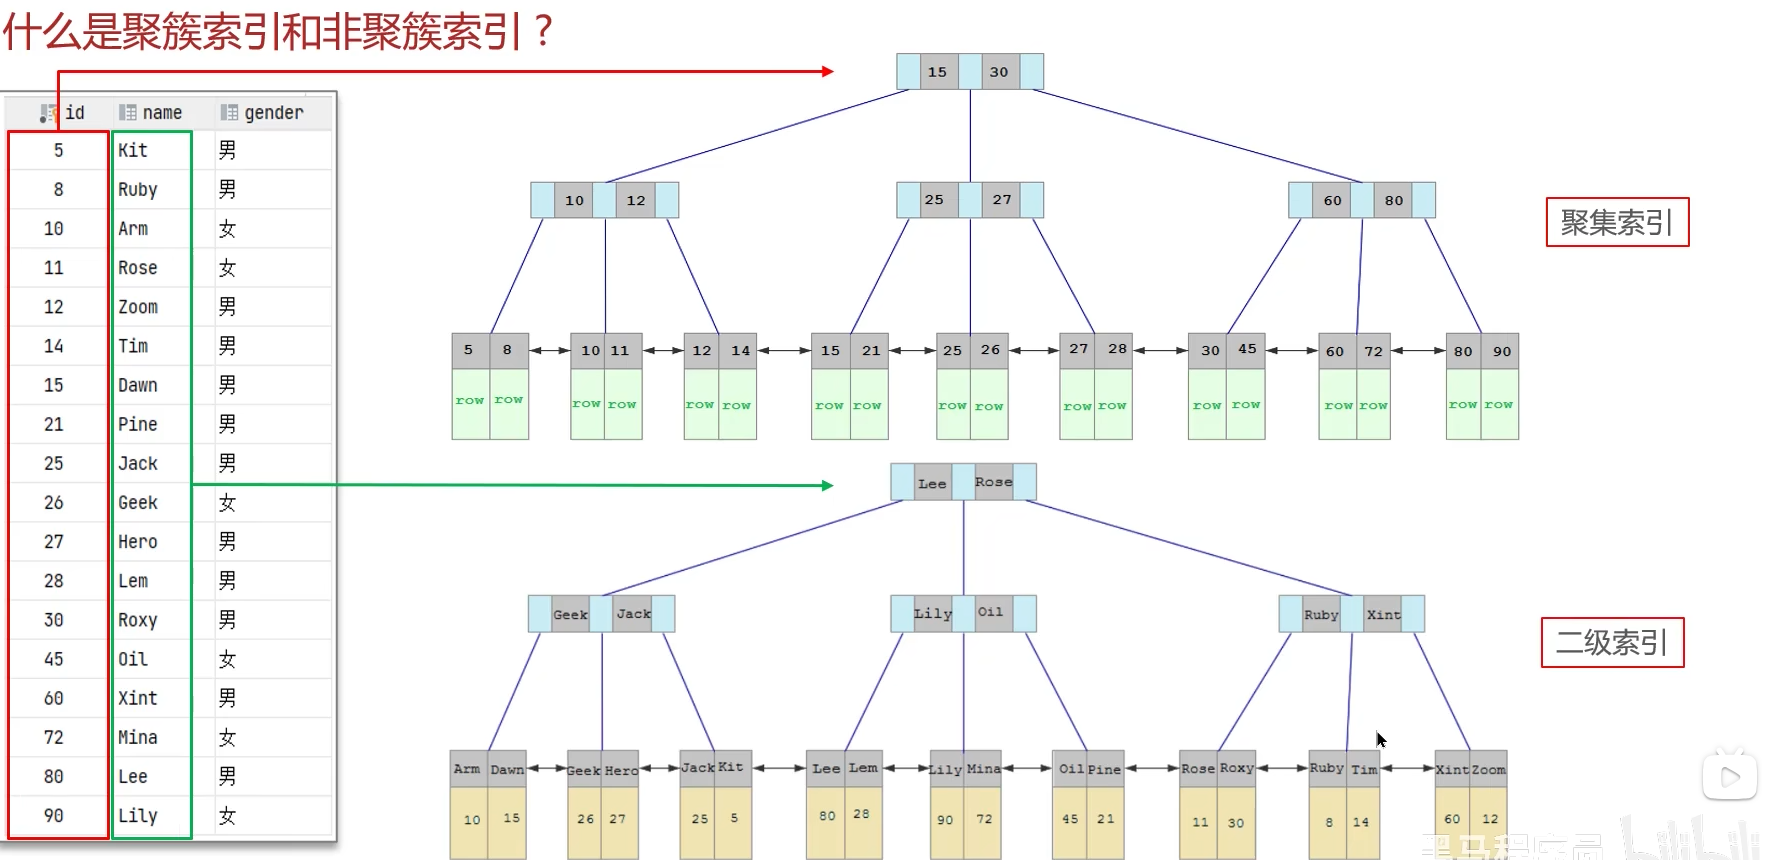 什么是聚簇索引和非聚簇索引？
id name gender
5 Kit 男
8 Ruby 男
10 Arm 女
11 Rose 女
12 Zoom 男
14 Tim 男
15 Dawn 男
21 Pine 男
25 Jack 男
26 Geek 女
27 Hero 男
28 Lem 男
30 Roxy 男
45 Oil 女
60 Xint 男
72 Mina 女
80 Lee 男
90 Lily 女
15 30
10 12 25 27 60 80
聚集索引
5 8 10 11 12 14 15 21 25 26 27 28 30 45 60 72 80 90
row row row row row row row row row row row row row row row row row row
Lee Rose
Geek Jack Lily Oil Ruby Xint
二级索引
Arm Dawn Geek Hero Jack Kit Lee Lem Lily Mina Oil Pine Rose Roxy Ruby Tim Xint Zoom
10 15 26 27 25 5 80 28 90 72 45 21 11 30 8 14 60 12
黑马程序员